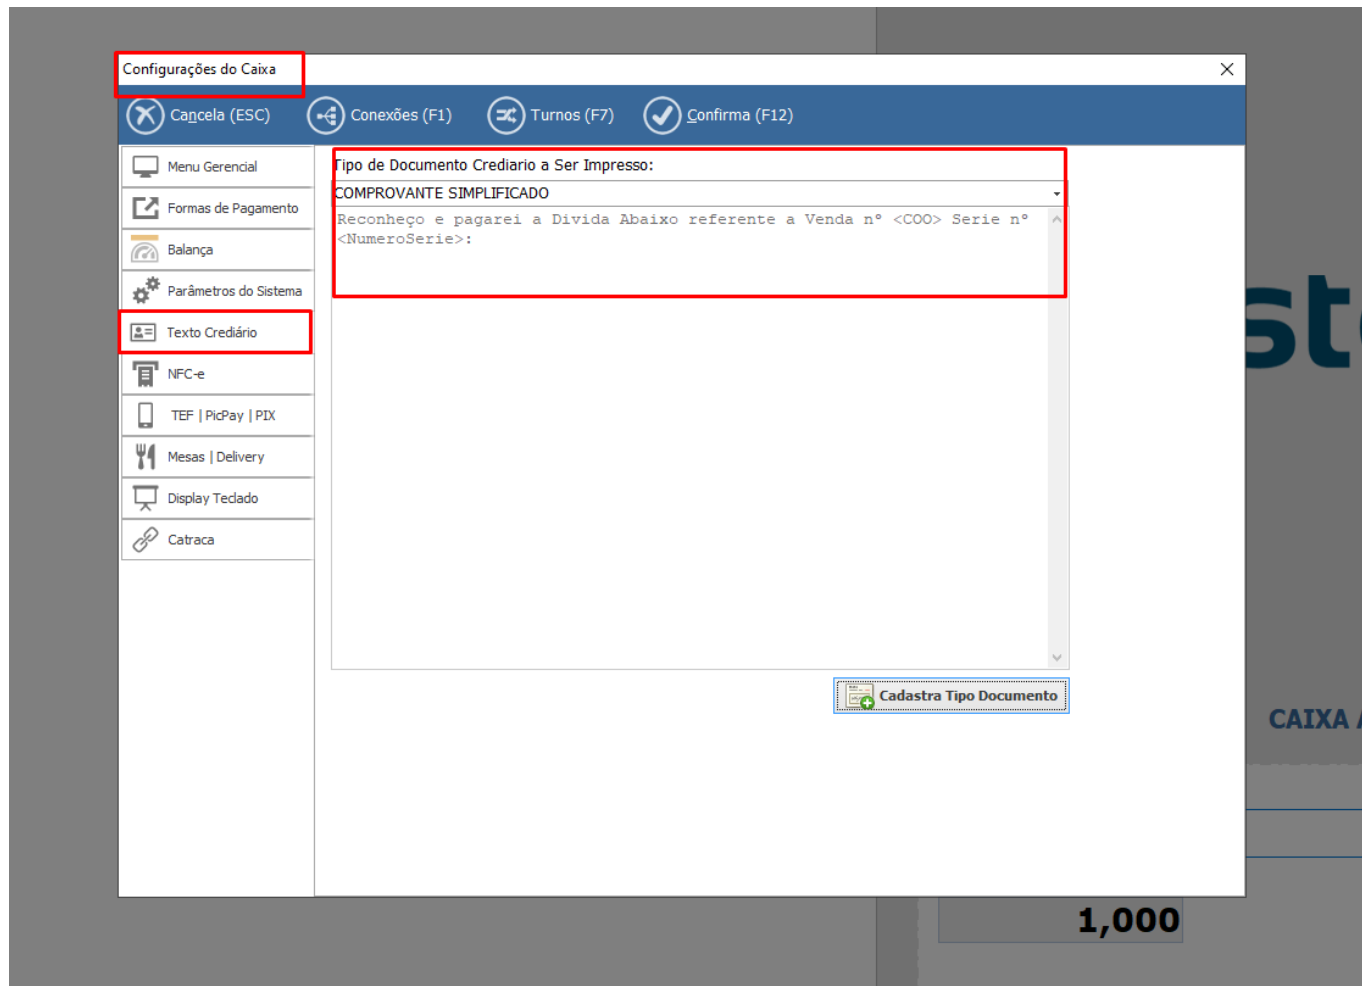 Configurações do Caixa
Cancela (ESC)
Conexões (F1)
Turnos (F7)
Confirma (F12)
Menu Gerencial
Formas de Pagamento
Balança
Parâmetros do Sistema
Texto Crediário
NFC-e
TEF | PicPay | PIX
Mesas | Delivery
Display Teclado
Catraca
Tipo de Documento Crediario a Ser Impresso:
COMPROVANTE SIMPLIFICADO
Reconheço e pagarei a Divida Abaixo referente a Venda nº <COO> Serie nº
<NumeroSerie>:
Cadastra Tipo Documento
CAIXA
1,000